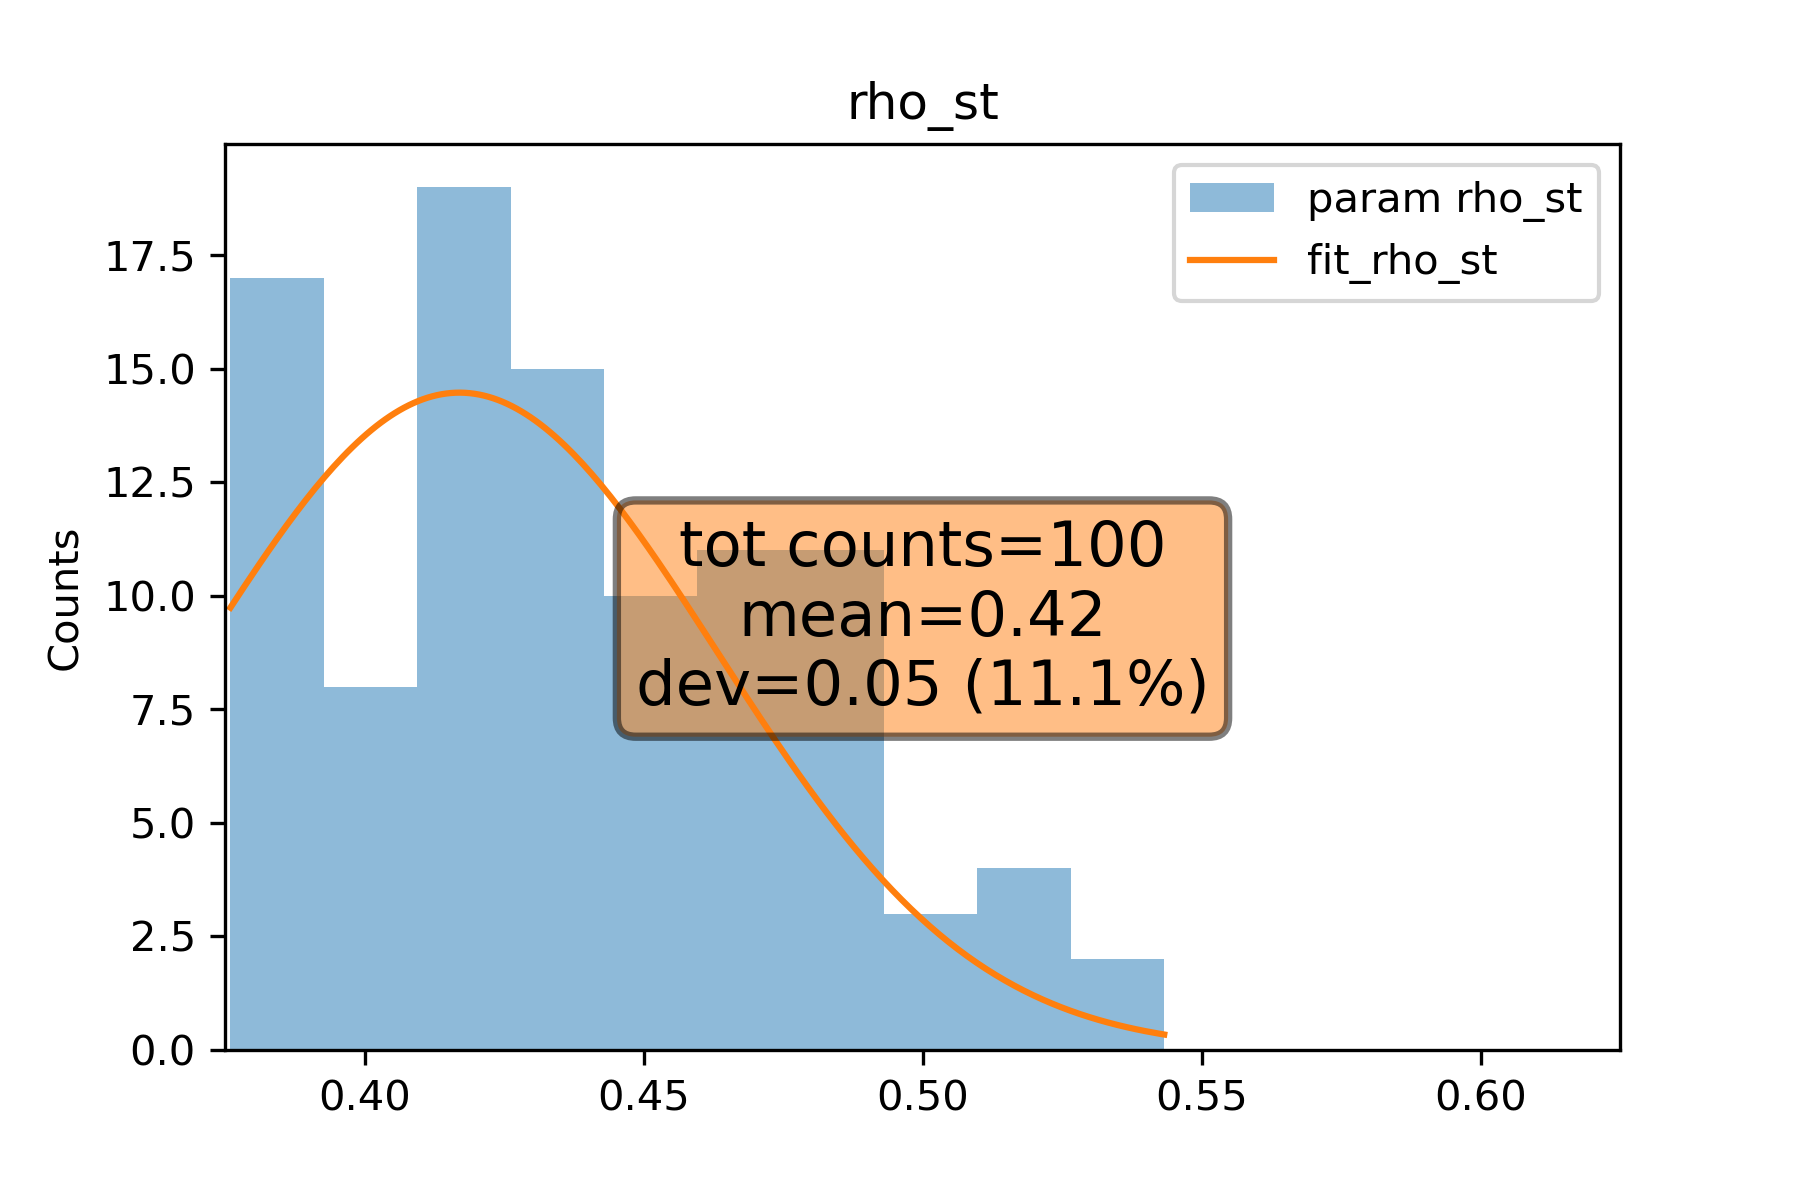 rho_st
param rho_st
fit_rho_st
17.5
15.0
12.5
10.0
7.5
5.0
2.5
0.0
Counts
tot counts=100
mean=0.42
dev=0.05 (11.1%)
0.40 0.45 0.50 0.55 0.60